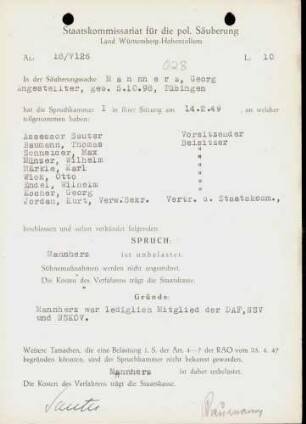 Staatskommissariat für die pol. Säuberung
Land Württemberg-Hohenzollern
Az: 16/V126 L. 10
028
In der Säuberungssache M a n n h e r z, Georg
Angestellter, geb. 5.10.98, Tübingen
hat die Spruchkammer I in ihrer Sitzung am 14.2.49, an welcher
teilgenommen haben:
Assessor Sauter Vorsitzender
Baumann, Thomas Beisitzer
Schneider, Max "
Münzer, Wilhelm "
Märkle, Karl "
Wick, Otto "
Endel, Wilhelm "
Kocher, Georg "
Jordan, Kurt, Verw.Sekr. Vertr. d. Staatskomm.,
beschlossen und sofort verkündet folgenden
SPRUCH:
Mannherz ist unbelastet.
Sühnemaßnahmen werden nicht angeordnet.
Die Kosten des Verfahrens trägt die Staatskasse.
Gründe:
Mannherz war lediglich Mitglied der DAF, NSV
und NSKOV.
Weitere Tatsachen, die eine Belastung i. S. der Art. 4—7 der RAO vom 25. 4. 47
begründen könnten, sind der Spruchkammer nicht bekannt geworden.
Mannherz ist daher unbelastet.
Die Kosten des Verfahrens trägt die Staatskasse.
Sauter Baumann